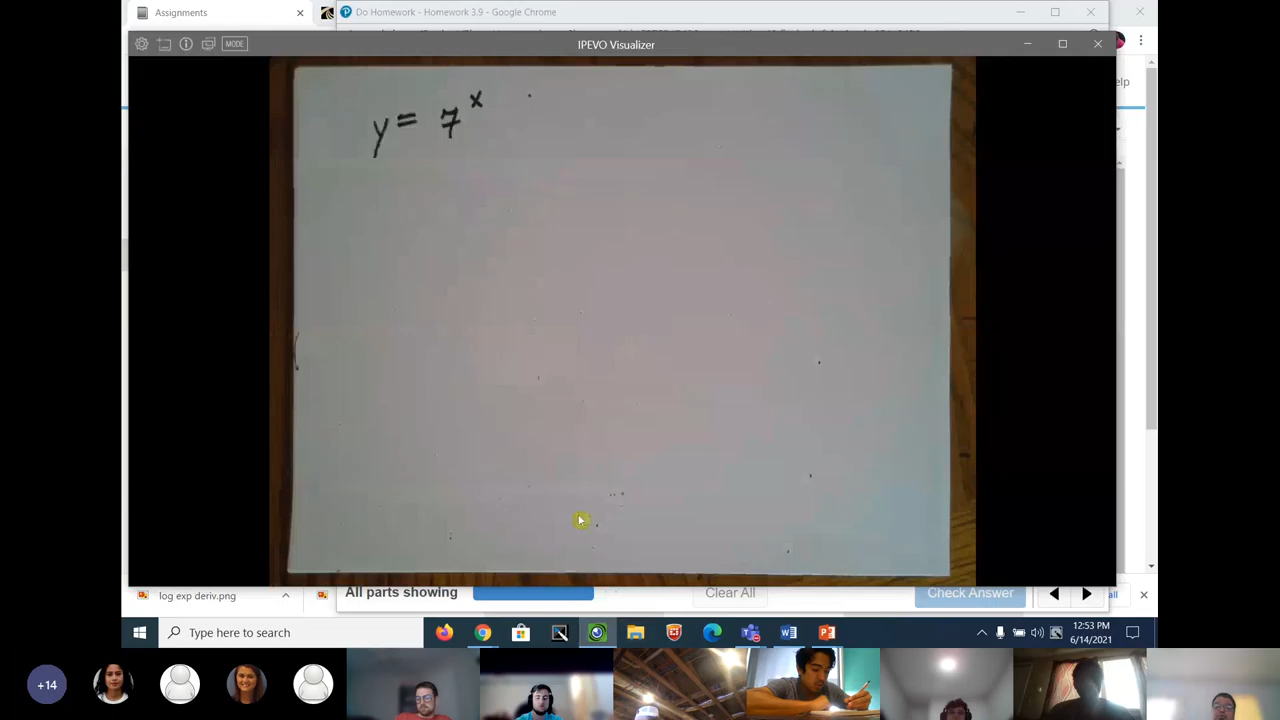 Assignments
Do Homework - Homework 3.9 - Google Chrome
MODE
IPEVO Visualizer
y = 7^x
All parts showing
Clear All
Check Answer
log exp deriv.png
Type here to search
12:53 PM
6/14/2021
+14